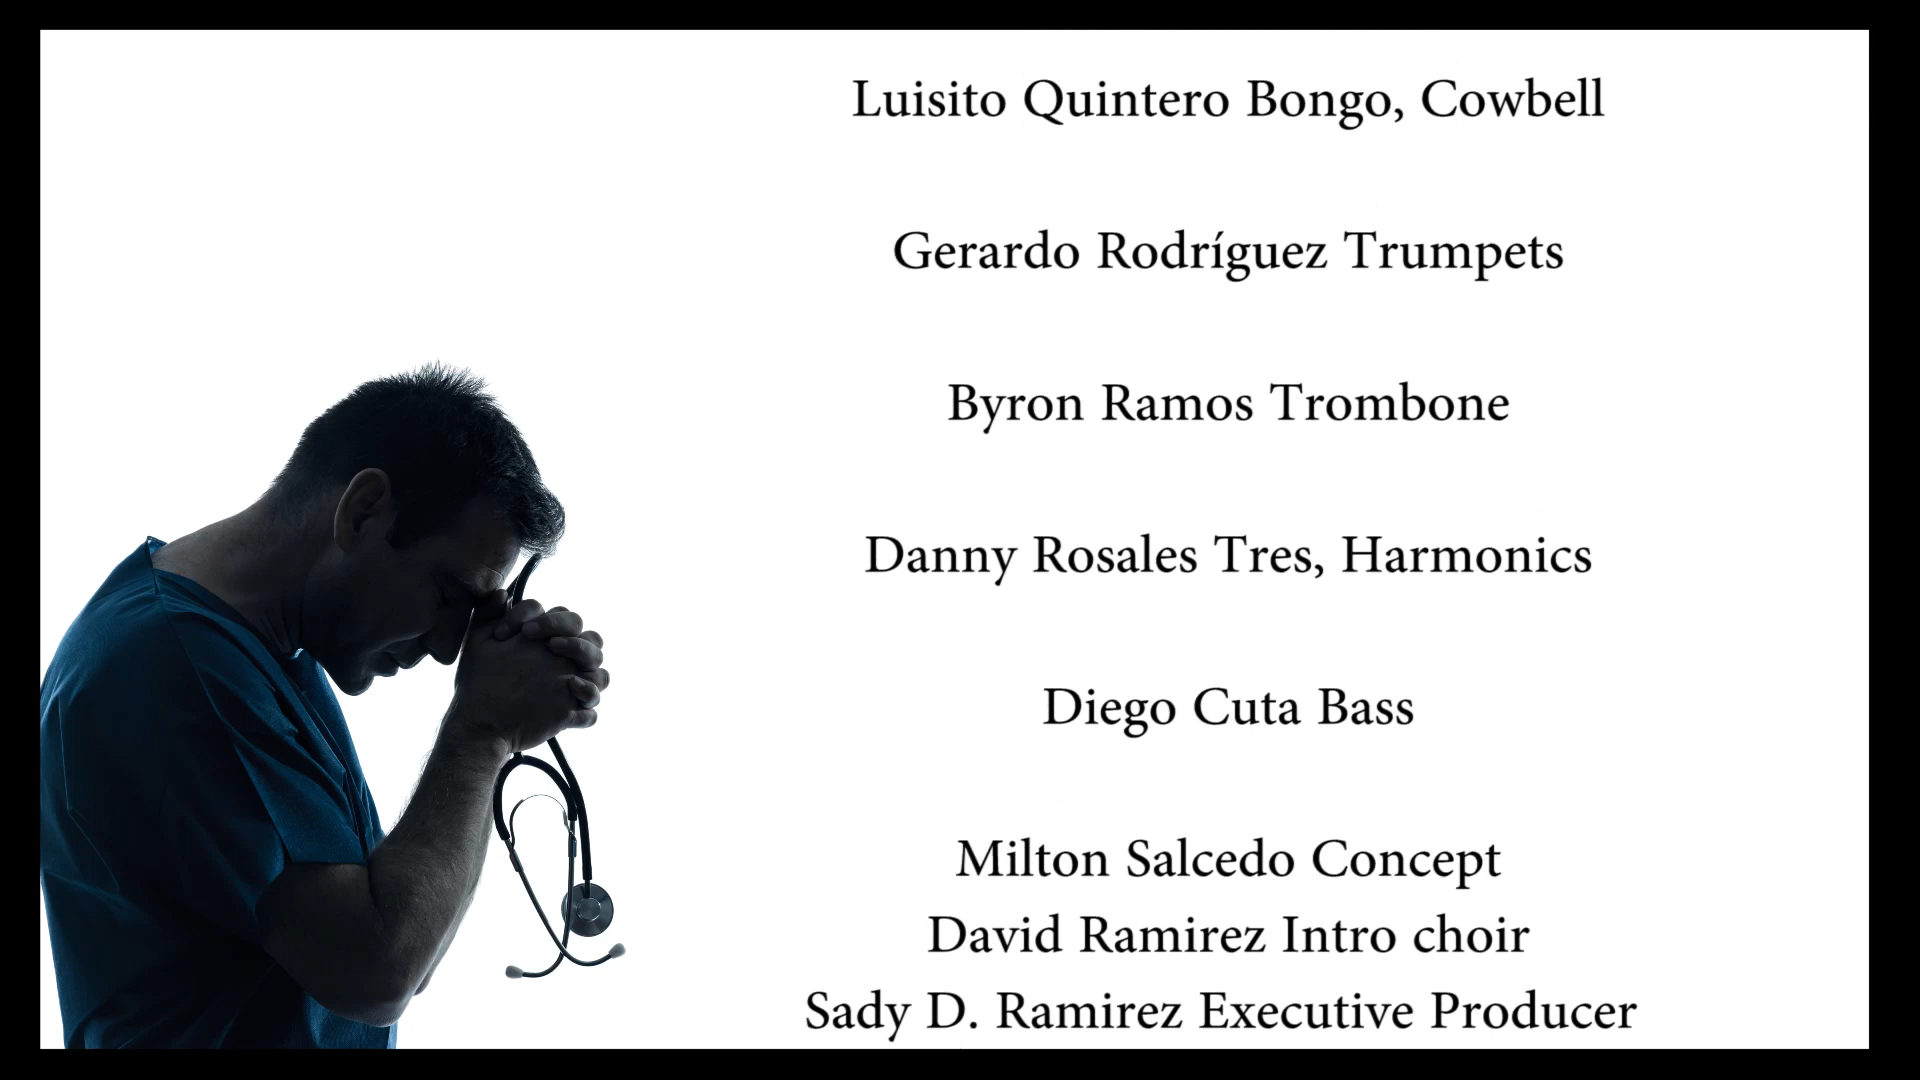 Luisito Quintero Bongo, Cowbell
Gerardo Rodríguez Trumpets
Byron Ramos Trombone
Danny Rosales Tres, Harmonics
Diego Cuta Bass
Milton Salcedo Concept
David Ramirez Intro choir
Sady D. Ramirez Executive Producer